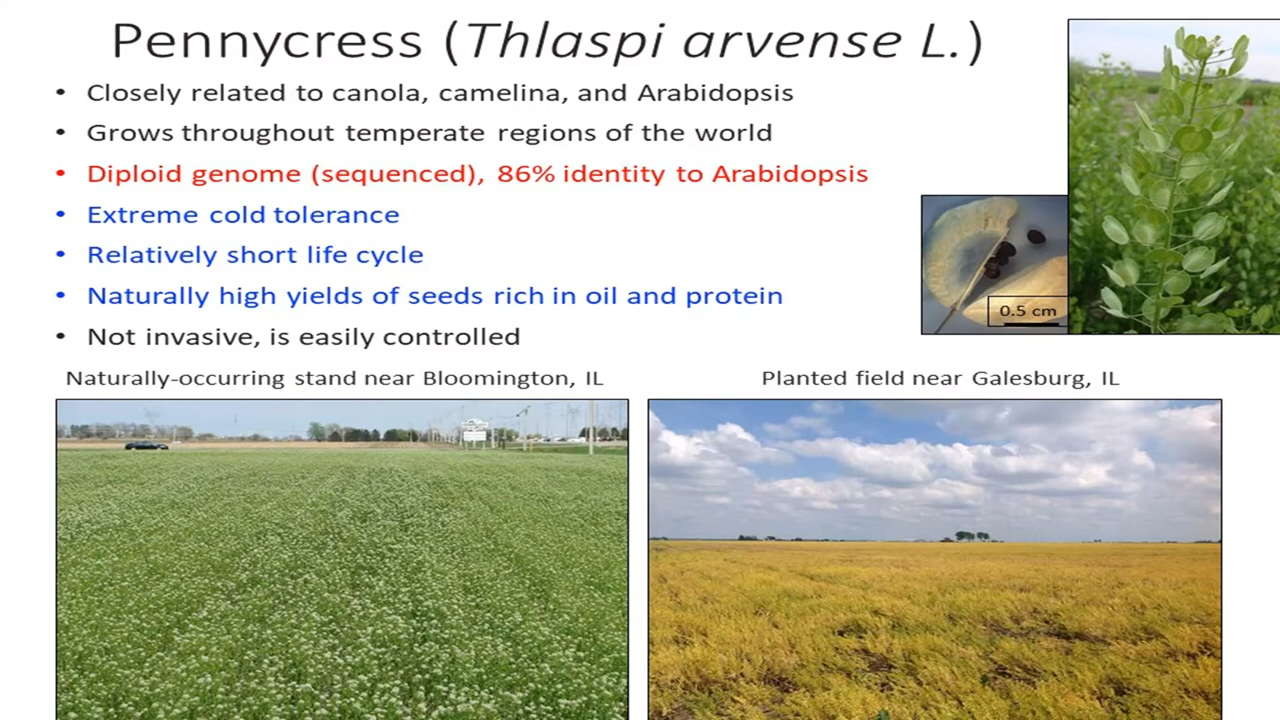 Pennycress (Thlaspi arvense L.)
• Closely related to canola, camelina, and Arabidopsis
• Grows throughout temperate regions of the world
• Diploid genome (sequenced), 86% identity to Arabidopsis
• Extreme cold tolerance
• Relatively short life cycle
• Naturally high yields of seeds rich in oil and protein
• Not invasive, is easily controlled
0.5 cm
Naturally-occurring stand near Bloomington, IL
Planted field near Galesburg, IL